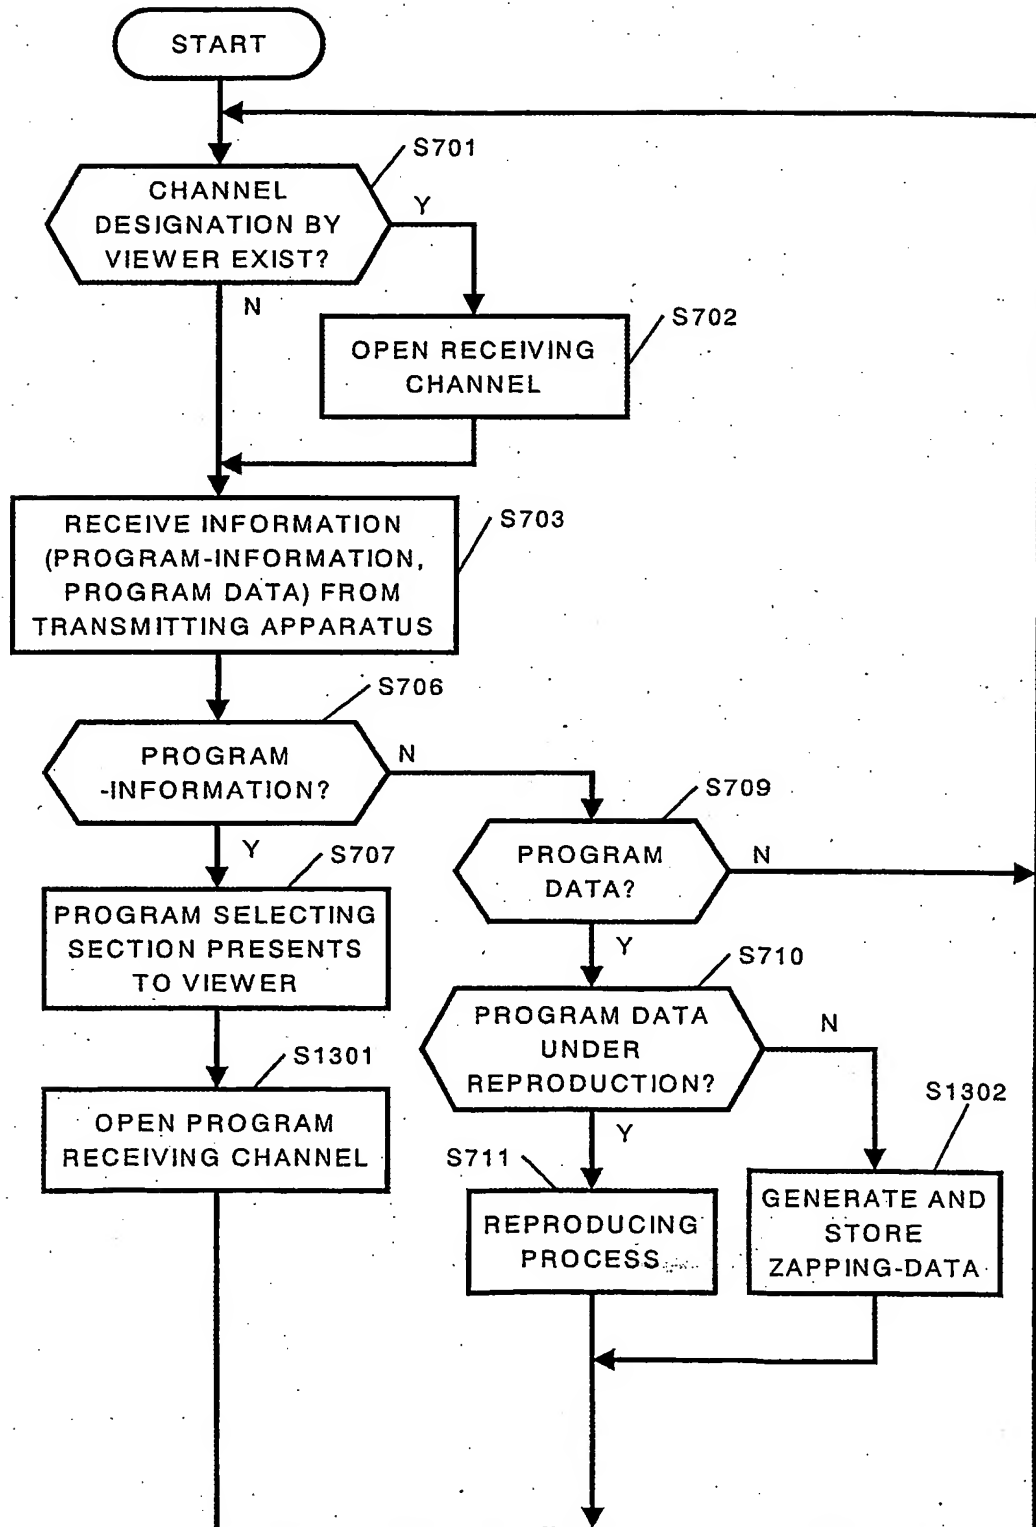 START
S701
CHANNEL
DESIGNATION BY
VIEWER EXIST?
Y
N
S702
OPEN RECEIVING
CHANNEL
S703
RECEIVE INFORMATION
(PROGRAM-INFORMATION,
PROGRAM DATA) FROM
TRANSMITTING APPARATUS
S706
PROGRAM
-INFORMATION?
N
Y
S709
PROGRAM
DATA?
N
Y
S707
PROGRAM SELECTING
SECTION PRESENTS
TO VIEWER
S710
PROGRAM DATA
UNDER
REPRODUCTION?
N
Y
S1301
OPEN PROGRAM
RECEIVING CHANNEL
S711
REPRODUCING
PROCESS
S1302
GENERATE AND
STORE
ZAPPING-DATA